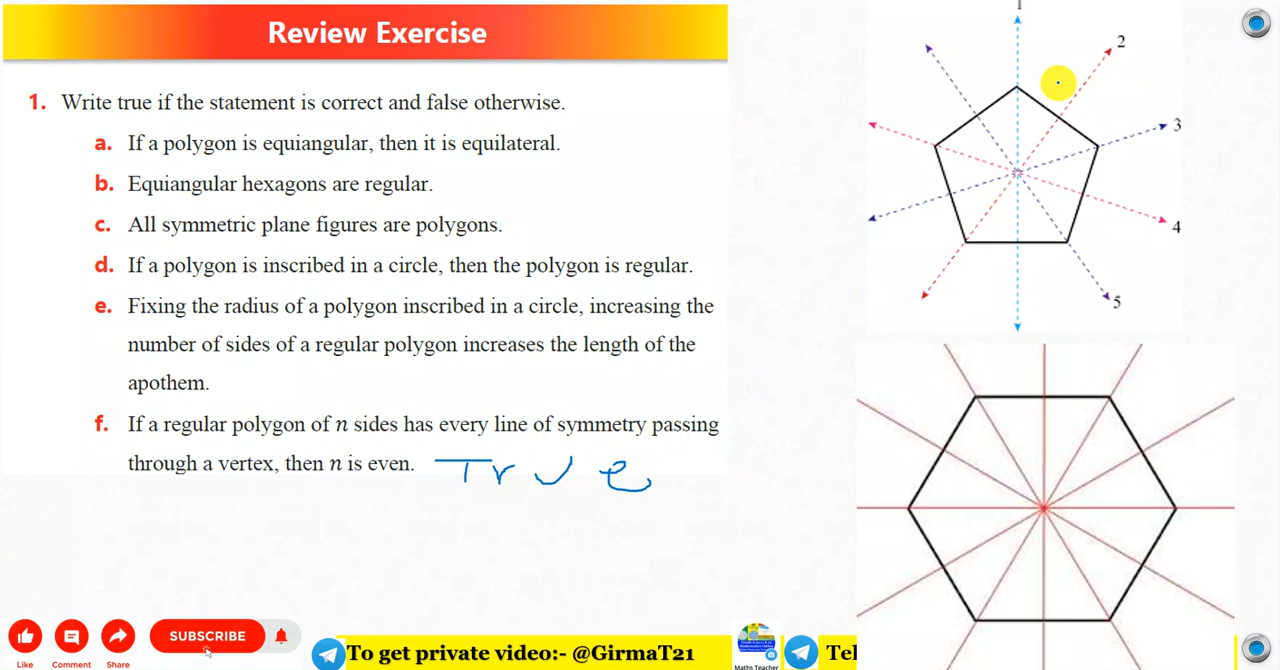 Review Exercise
1. Write true if the statement is correct and false otherwise.
a. If a polygon is equiangular, then it is equilateral.
b. Equiangular hexagons are regular.
c. All symmetric plane figures are polygons.
d. If a polygon is inscribed in a circle, then the polygon is regular.
e. Fixing the radius of a polygon inscribed in a circle, increasing the
number of sides of a regular polygon increases the length of the
apothem.
f. If a regular polygon of n sides has every line of symmetry passing
through a vertex, then n is even. True
1
2
3
4
5
Like
Comment
Share
SUBSCRIBE
To get private video:- @GirmaT21
Maths Teacher
Tel